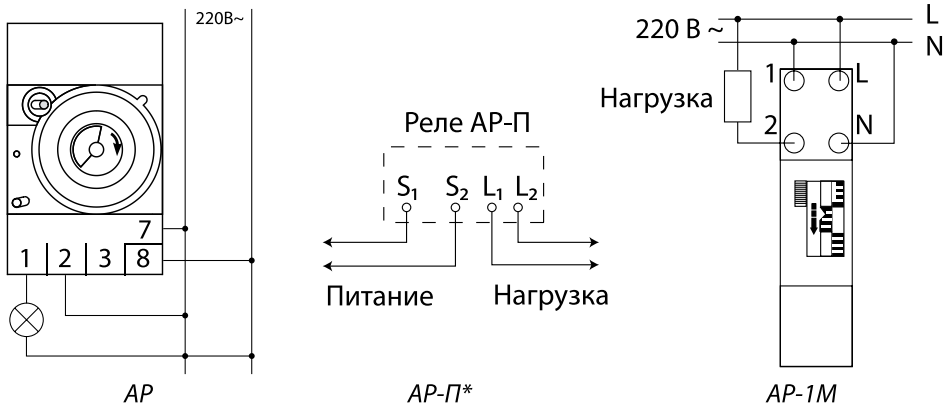 220В~
7
1 2 3 8
АР
Реле АР-П
S1 S2 L1 L2
Питание Нагрузка
АР-П*
L
220 В ~
N
1 L
Нагрузка
2 N
АР-1М